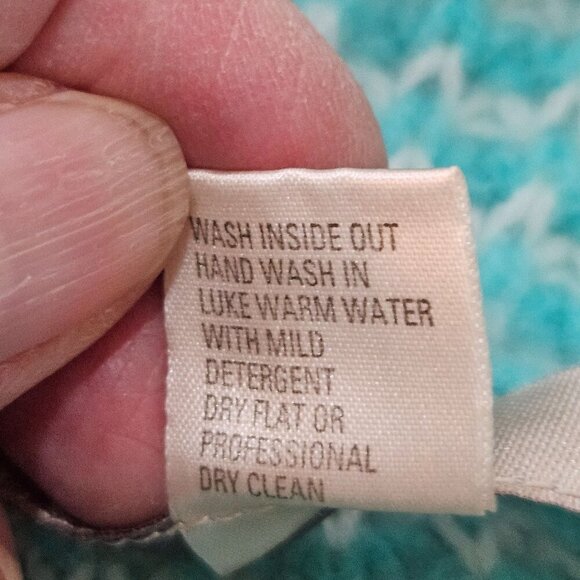 WASH INSIDE OUT
HAND WASH IN
LUKE WARM WATER
WITH MILD
DETERGENT
DRY FLAT OR
PROFESSIONAL
DRY CLEAN